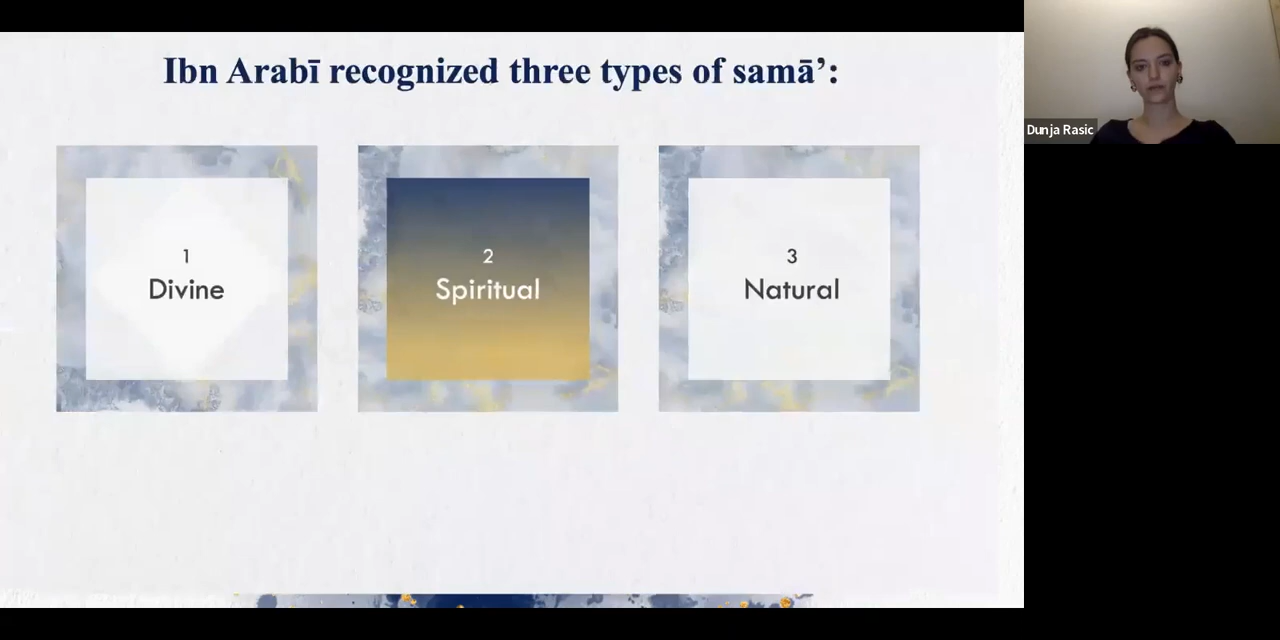 Ibn Arabī recognized three types of samā’:
1
Divine
2
Spiritual
3
Natural
Dunja Rasic